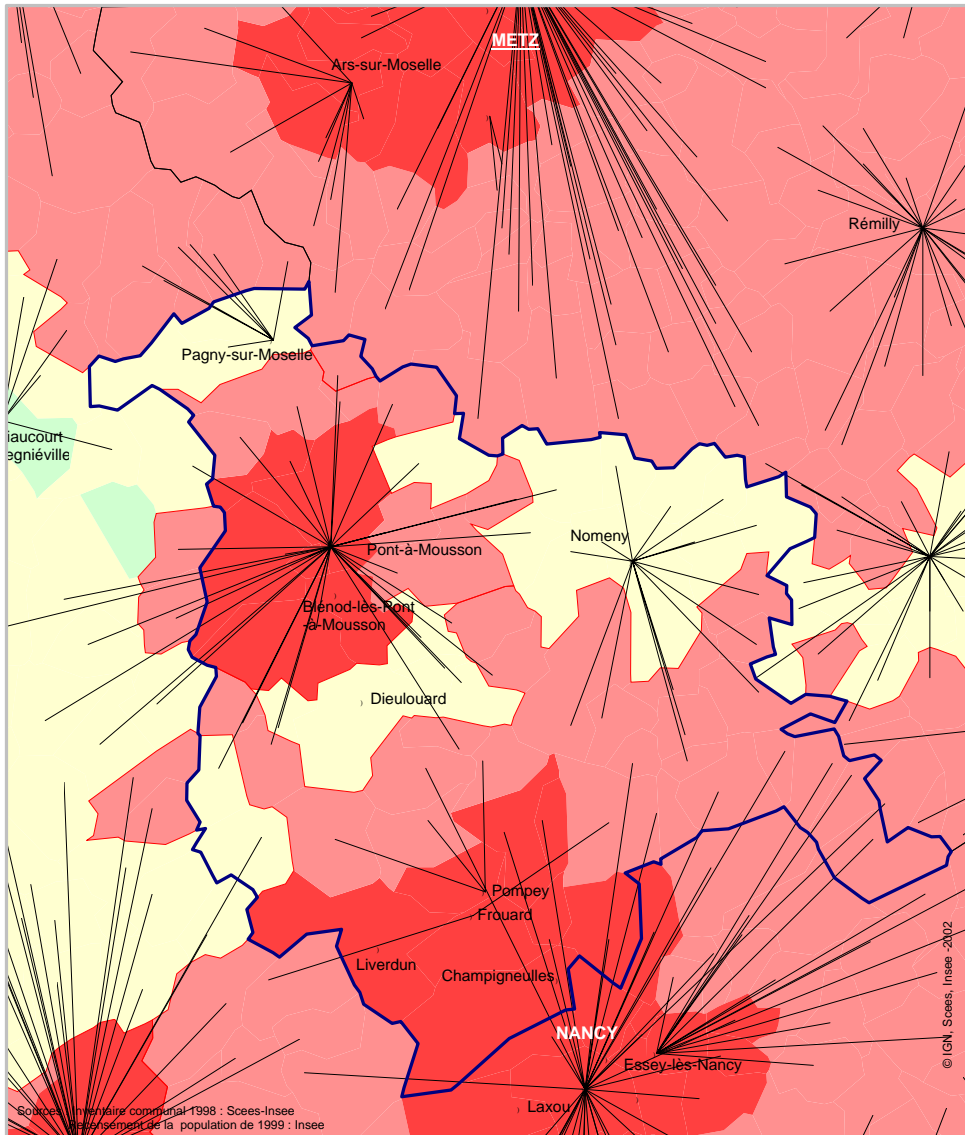 METZ
Ars-sur-Moselle
Rémilly
Pagny-sur-Moselle
iaucourt
egniéville
Nomeny
Pont-à-Mousson
Blénod-lès-Pont
-à-Mousson
Dieulouard
Pompey
Frouard
Liverdun
Champigneulles
NANCY
Essey-lès-Nancy
Laxou
© IGN, Scees, Insee -2002
Sources : Inventaire communal 1998 : Scees-Insee
Recensement de la population de 1999 : Insee